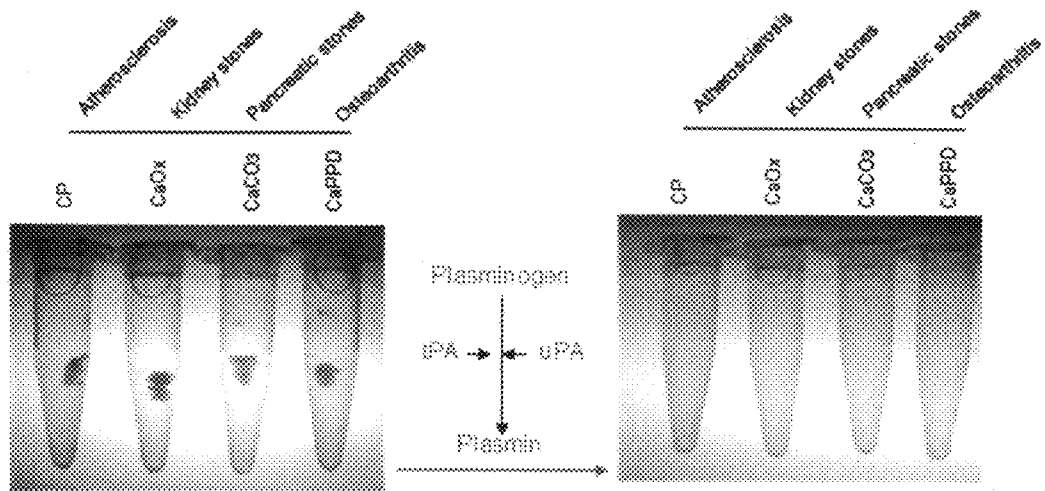 Atherosclerosis
Kidney stones
Pancreatic stones
Osteoarthritis
CP
CaOx
CaCO3
CaPPD
Plasminogen
tPA uPA
Plasmin
Atherosclerosis
Kidney stones
Pancreatic stones
Osteoarthritis
CP
CaOx
CaCO3
CaPPD